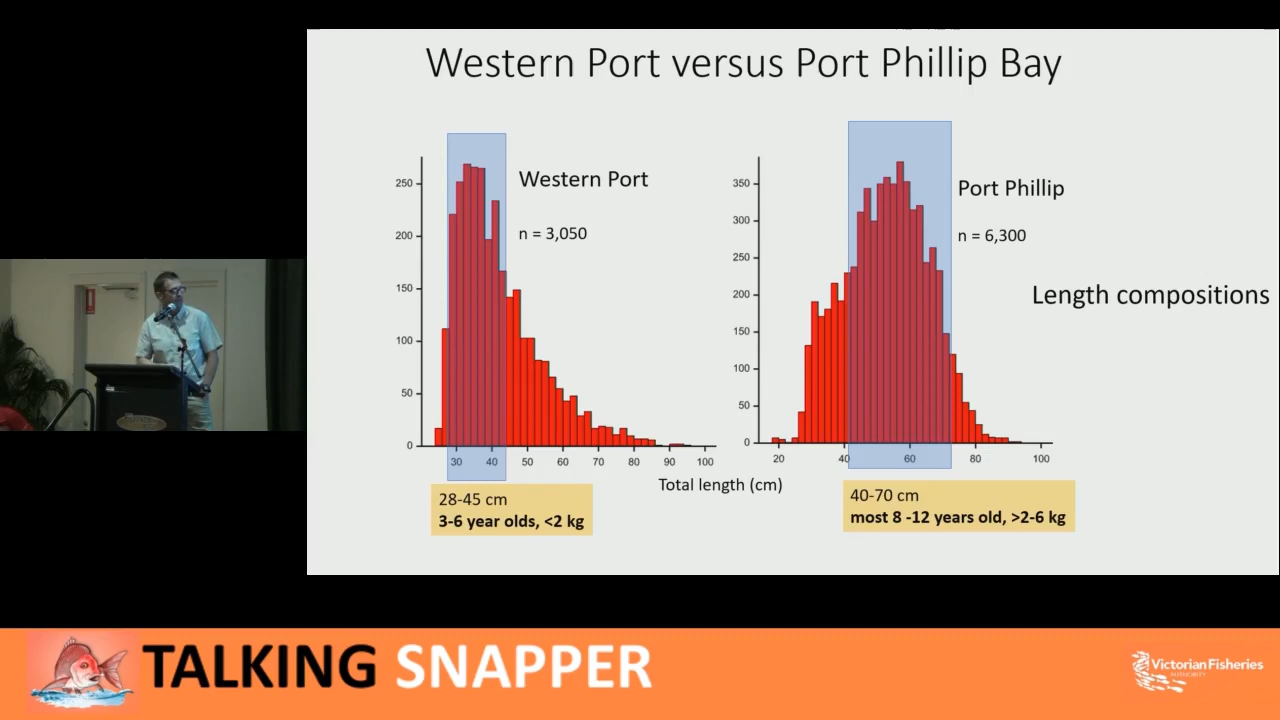 Western Port versus Port Phillip Bay
250
200
150
100
50
0
30 40 50 60 70 80 90 100
Western Port
n = 3,050
350
300
250
200
150
100
50
0
20 40 60 80 100
Port Phillip
n = 6,300
Length compositions
Total length (cm)
28-45 cm
3-6 year olds, <2 kg
40-70 cm
most 8 -12 years old, >2-6 kg
TALKING SNAPPER
Victorian Fisheries
AUTHORITY